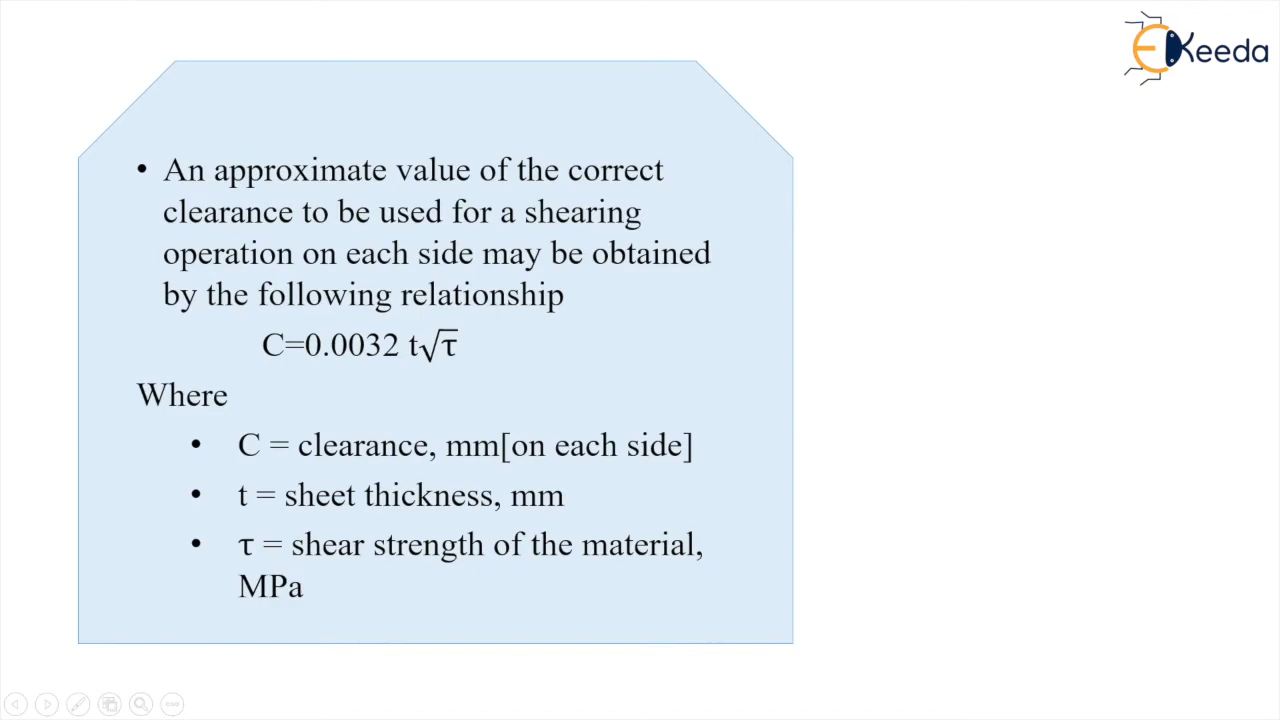 EKeeda
• An approximate value of the correct
clearance to be used for a shearing
operation on each side may be obtained
by the following relationship
C=0.0032 t√τ
Where
• C = clearance, mm[on each side]
• t = sheet thickness, mm
• τ = shear strength of the material,
MPa